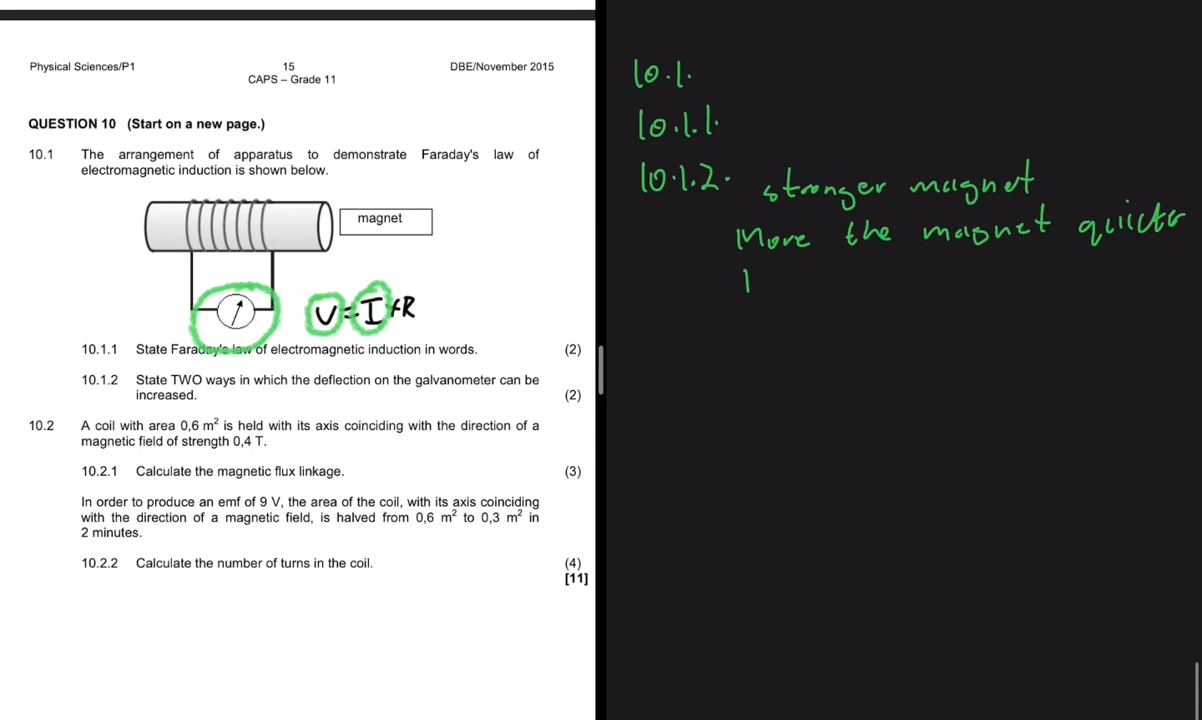 Physical Sciences/P1
15
CAPS – Grade 11
DBE/November 2015
QUESTION 10 (Start on a new page.)
10.1 The arrangement of apparatus to demonstrate Faraday's law of
electromagnetic induction is shown below.
magnet
V = I × R
10.1.1 State Faraday's law of electromagnetic induction in words. (2)
10.1.2 State TWO ways in which the deflection on the galvanometer can be
increased. (2)
10.2 A coil with area 0,6 m² is held with its axis coinciding with the direction of a
magnetic field of strength 0,4 T.
10.2.1 Calculate the magnetic flux linkage. (3)
In order to produce an emf of 9 V, the area of the coil, with its axis coinciding
with the direction of a magnetic field, is halved from 0,6 m² to 0,3 m² in
2 minutes.
10.2.2 Calculate the number of turns in the coil. (4)
[11]
10.1.
10.1.1.
10.1.2. stronger magnet
Move the magnet